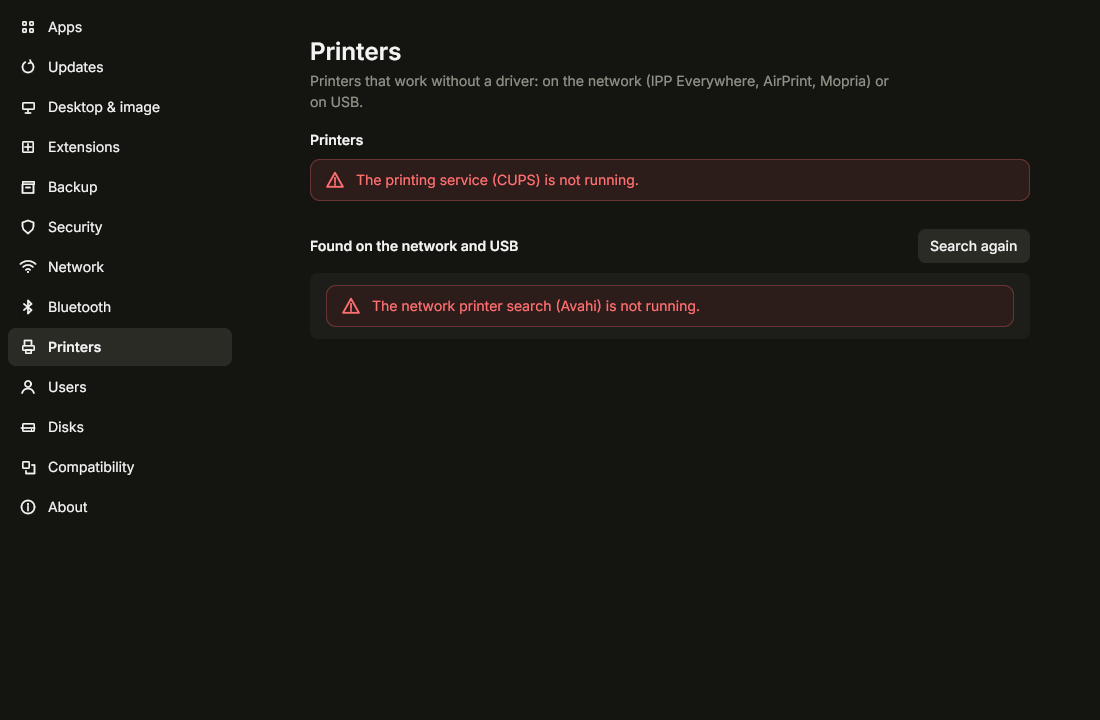 Apps
Updates
Desktop & image
Extensions
Backup
Security
Network
Bluetooth
Printers
Users
Disks
Compatibility
About
Printers
Printers that work without a driver: on the network (IPP Everywhere, AirPrint, Mopria) or
on USB.
Printers
The printing service (CUPS) is not running.
Found on the network and USB
Search again
The network printer search (Avahi) is not running.